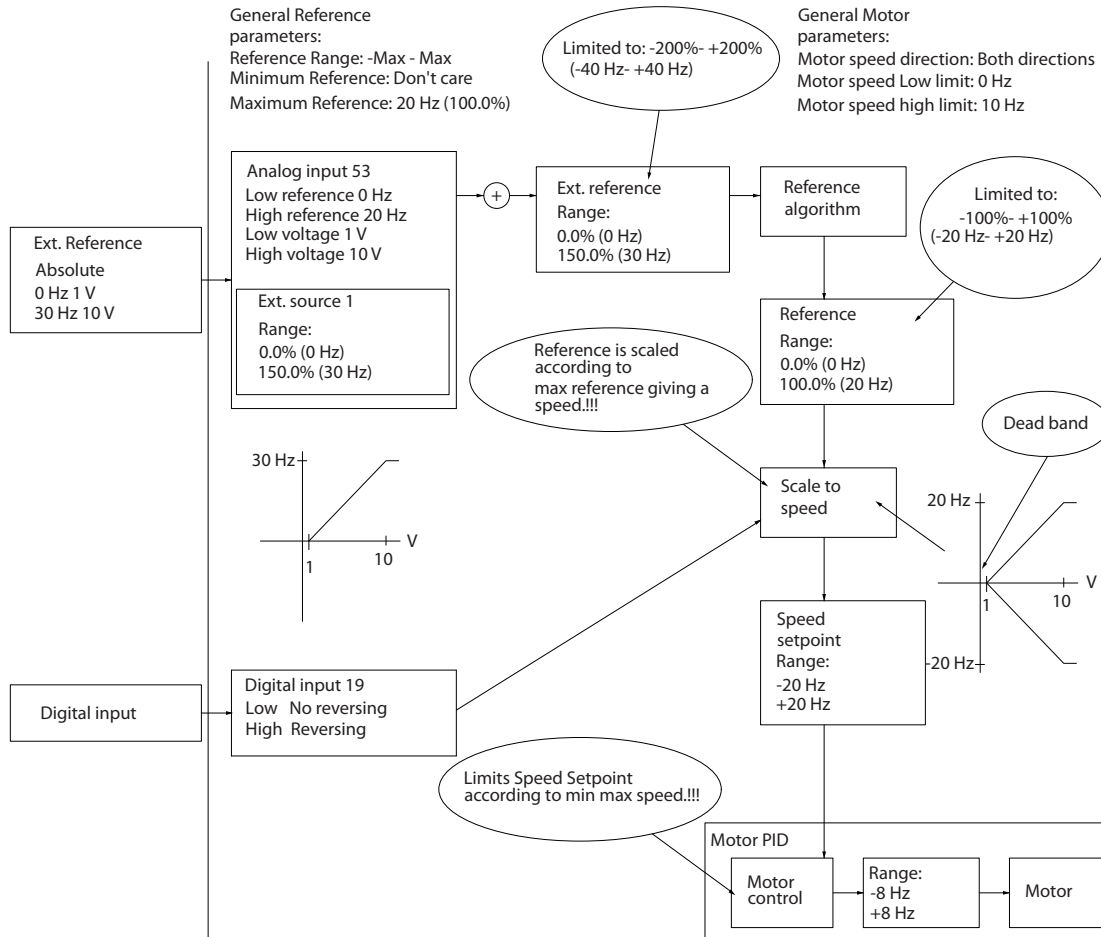 General Reference
parameters:
Reference Range: -Max - Max
Minimum Reference: Don't care
Maximum Reference: 20 Hz (100.0%)
Limited to: -200%- +200%
(-40 Hz- +40 Hz)
General Motor
parameters:
Motor speed direction: Both directions
Motor speed Low limit: 0 Hz
Motor speed high limit: 10 Hz
Ext. Reference
Absolute
0 Hz 1 V
30 Hz 10 V
Analog input 53
Low reference 0 Hz
High reference 20 Hz
Low voltage 1 V
High voltage 10 V
Ext. source 1
Range:
0.0% (0 Hz)
150.0% (30 Hz)
+
Ext. reference
Range:
0.0% (0 Hz)
150.0% (30 Hz)
Reference
algorithm
Limited to:
-100%- +100%
(-20 Hz- +20 Hz)
Reference
Range:
0.0% (0 Hz)
100.0% (20 Hz)
Reference is scaled
according to
max reference giving a
speed.!!!
Dead band
30 Hz
1
10
V
Scale to
speed
20 Hz
1
10
V
-20 Hz
Speed
setpoint
Range:
-20 Hz
+20 Hz
Digital input
Digital input 19
Low No reversing
High Reversing
Limits Speed Setpoint
according to min max speed.!!!
Motor PID
Motor
control
Range:
-8 Hz
+8 Hz
Motor